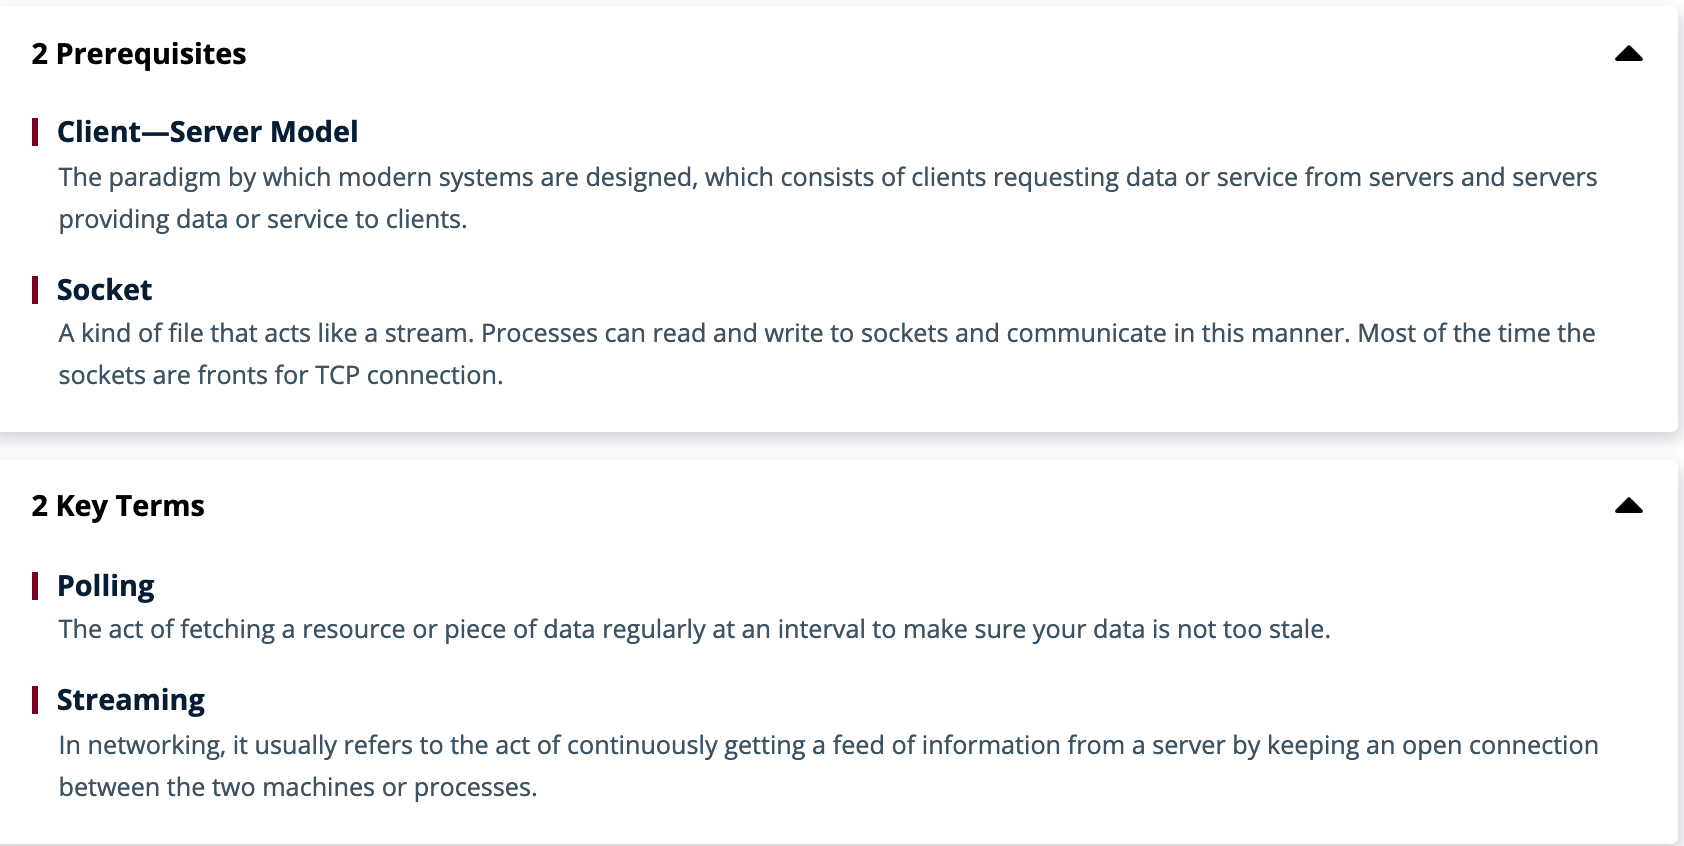 2 Prerequisites
Client—Server Model
The paradigm by which modern systems are designed, which consists of clients requesting data or service from servers and servers
providing data or service to clients.
Socket
A kind of file that acts like a stream. Processes can read and write to sockets and communicate in this manner. Most of the time the
sockets are fronts for TCP connection.
2 Key Terms
Polling
The act of fetching a resource or piece of data regularly at an interval to make sure your data is not too stale.
Streaming
In networking, it usually refers to the act of continuously getting a feed of information from a server by keeping an open connection
between the two machines or processes.